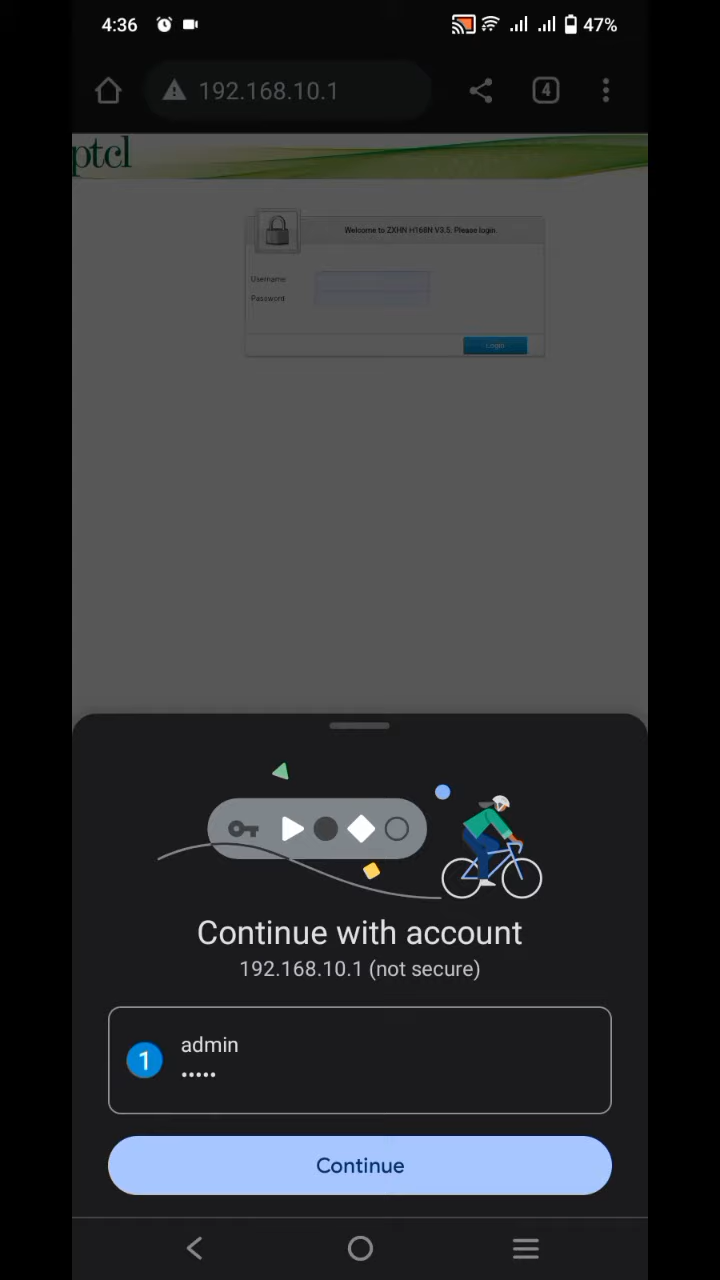 4:36
47%
192.168.10.1
4
ptcl
Welcome to ZXHN H168N V3.5. Please login.
Username
Password
Login
Continue with account
192.168.10.1 (not secure)
1
admin
•••••
Continue